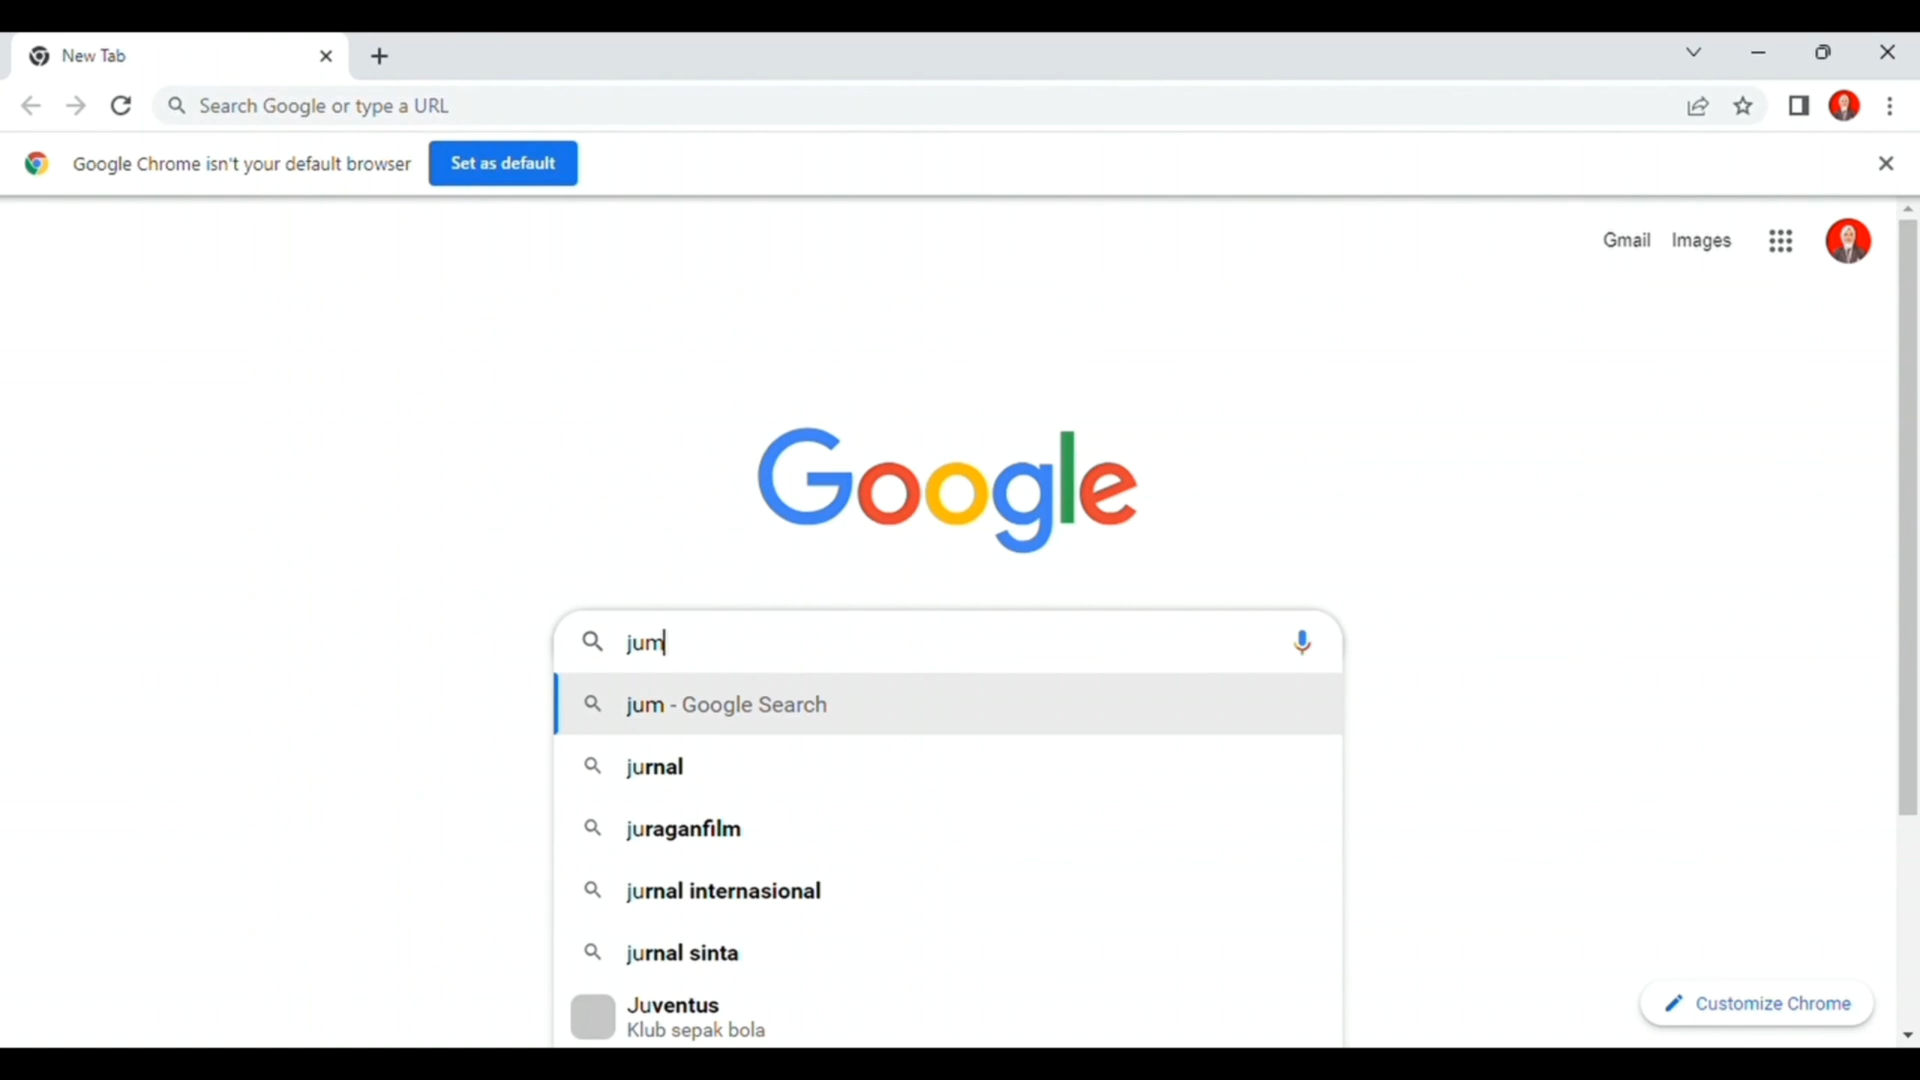 New Tab
Search Google or type a URL
Google Chrome isn't your default browser
Set as default
Gmail
Images
Google
jum
jum - Google Search
jurnal
juraganfilm
jurnal internasional
jurnal sinta
Juventus
Klub sepak bola
Customize Chrome